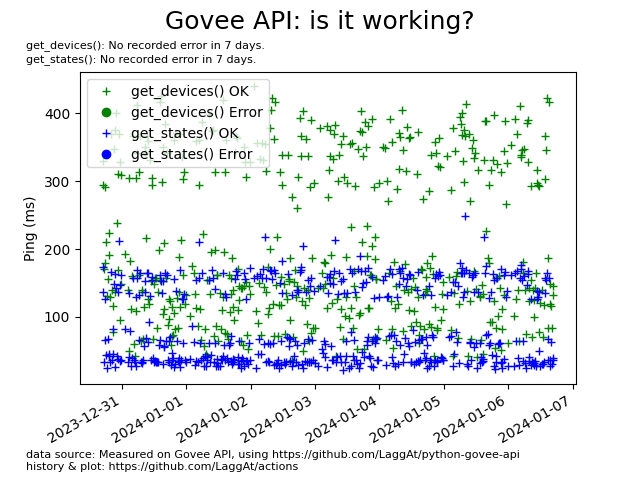 Govee API: is it working?
get_devices(): No recorded error in 7 days.
get_states(): No recorded error in 7 days.
get_devices() OK
get_devices() Error
get_states() OK
get_states() Error
Ping (ms)
400
300
200
100
2023-12-31
2024-01-01
2024-01-02
2024-01-03
2024-01-04
2024-01-05
2024-01-06
2024-01-07
data source: Measured on Govee API, using https://github.com/LaggAt/python-govee-api
history & plot: https://github.com/LaggAt/actions